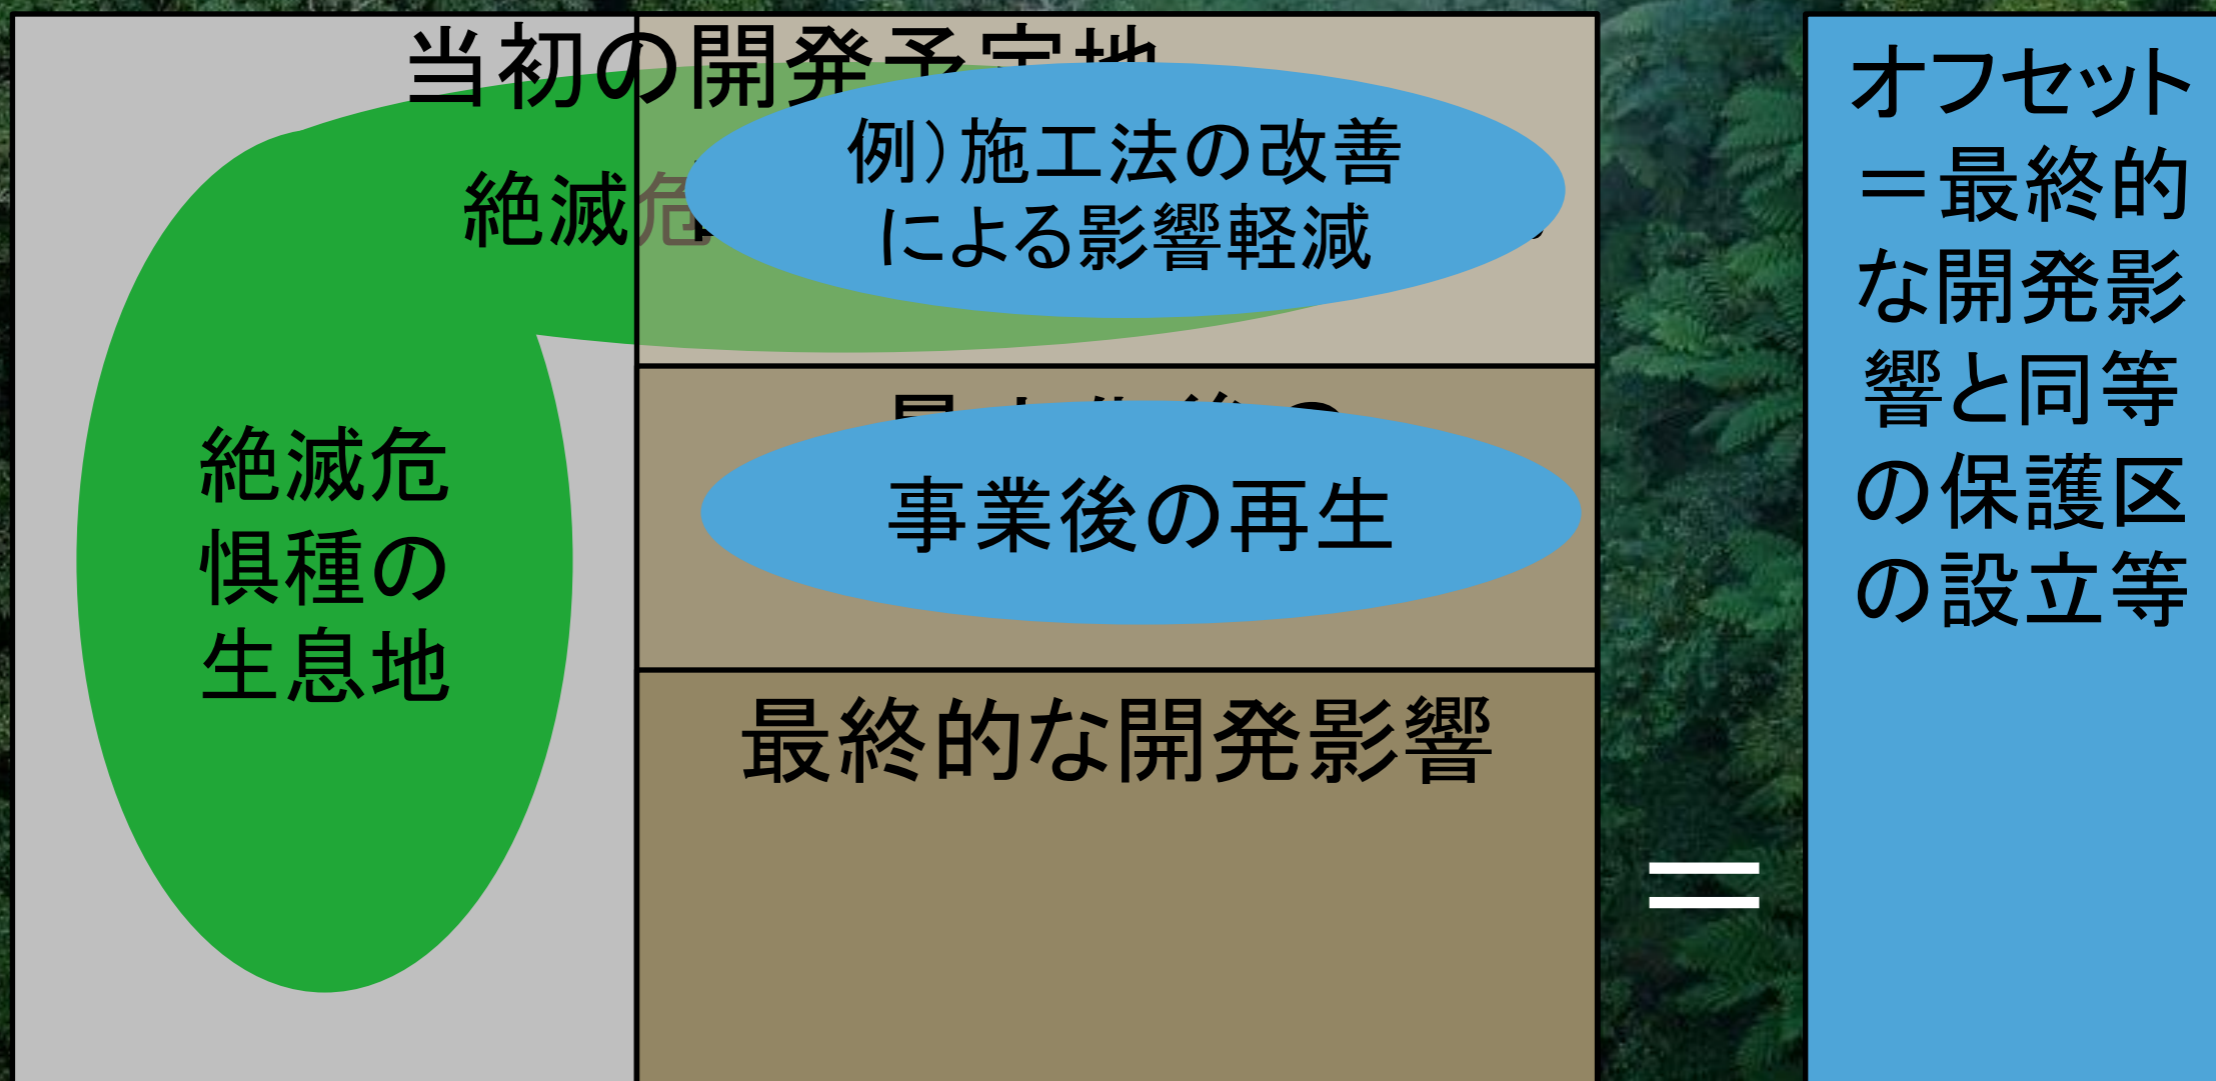 当初の開発予定地
絶滅危
例）施工法の改善
による影響軽減
絶滅危
惧種の
生息地
事業後の再生
最終的な開発影響
＝
オフセット
＝最終的
な開発影
響と同等
の保護区
の設立等